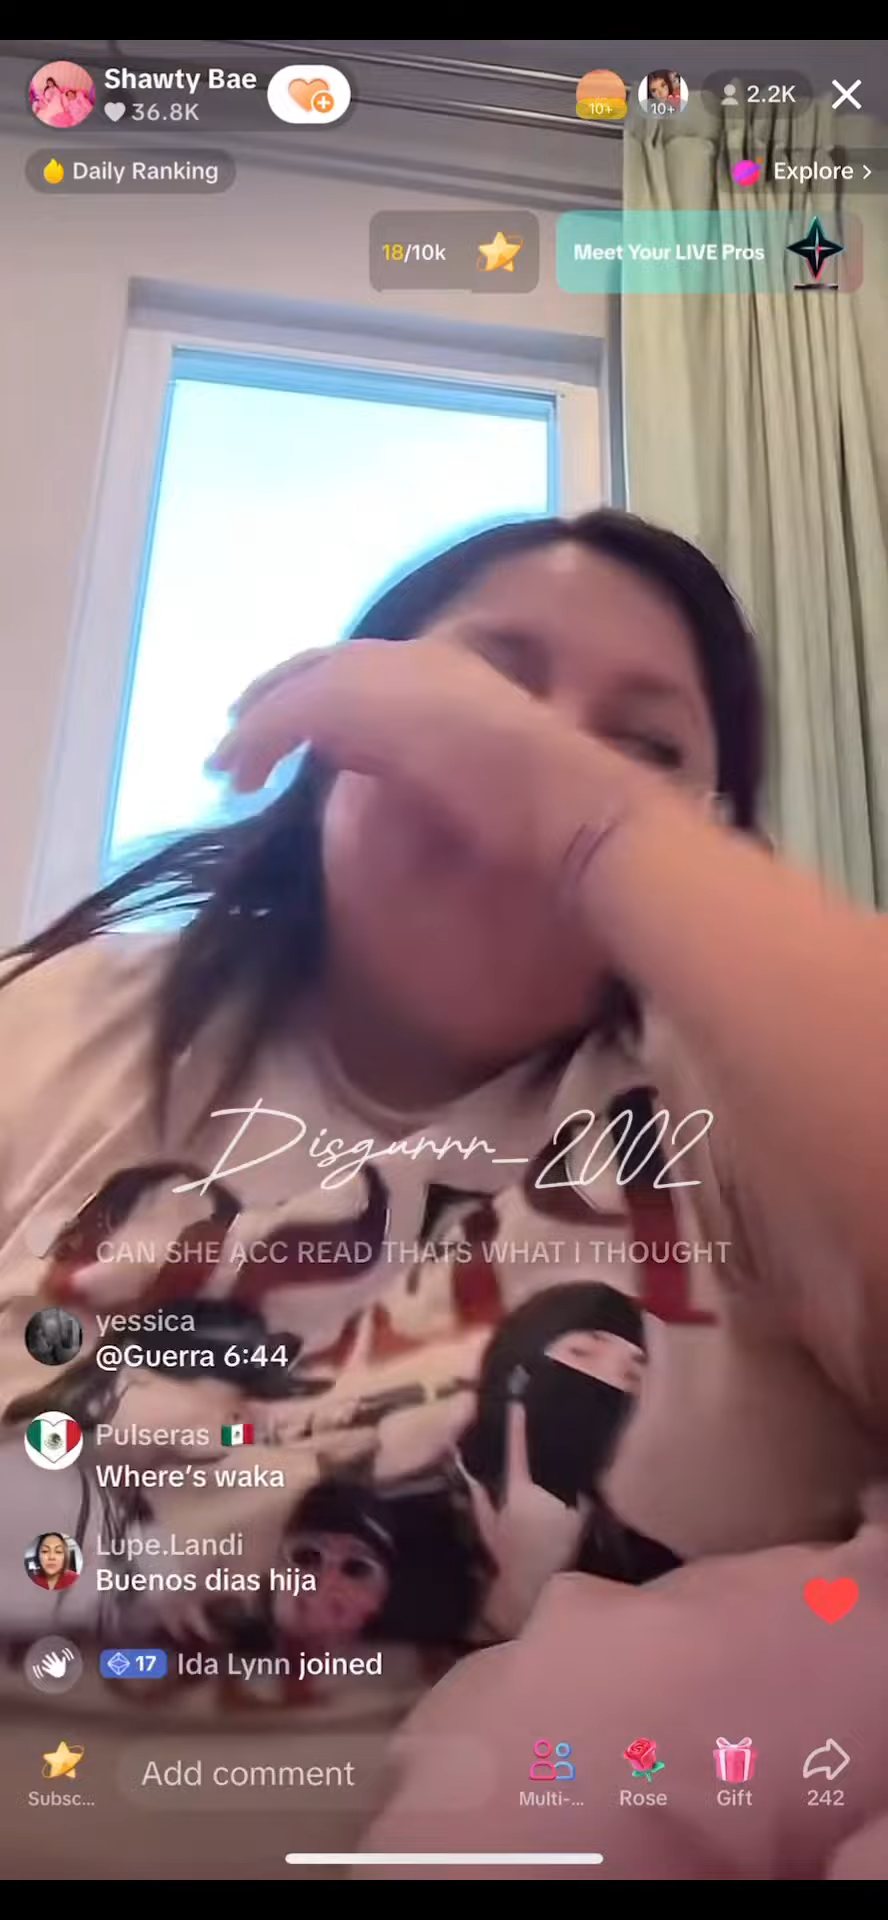 Shawty Bae
36.8K
10+
10+
2.2K
Daily Ranking
Explore >
18/10k
Meet Your LIVE Pros
Disgunnn_2002
CAN SHE ACC READ THATS WHAT I THOUGHT
yessica
@Guerra 6:44
Pulseras 🇲🇽
Where's waka
Lupe.Landi
Buenos dias hija
17 Ida Lynn joined
Add comment
Subsc...
Multi-...
Rose
Gift
242